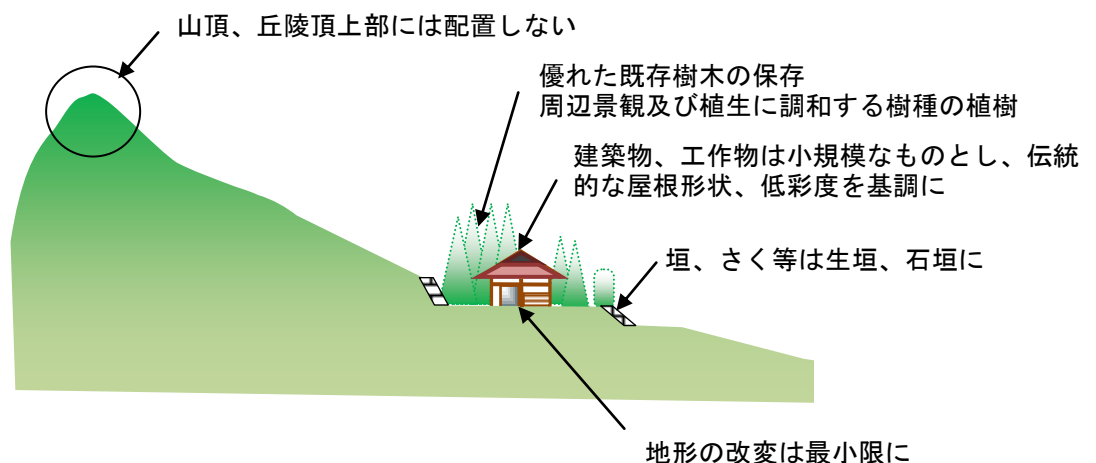 山頂、丘陵頂上部には配置しない
優れた既存樹木の保存
周辺景観及び植生に調和する樹種の植樹
建築物、工作物は小規模なものとし、伝統
的な屋根形状、低彩度を基調に
垣、さく等は生垣、石垣に
地形の改変は最小限に